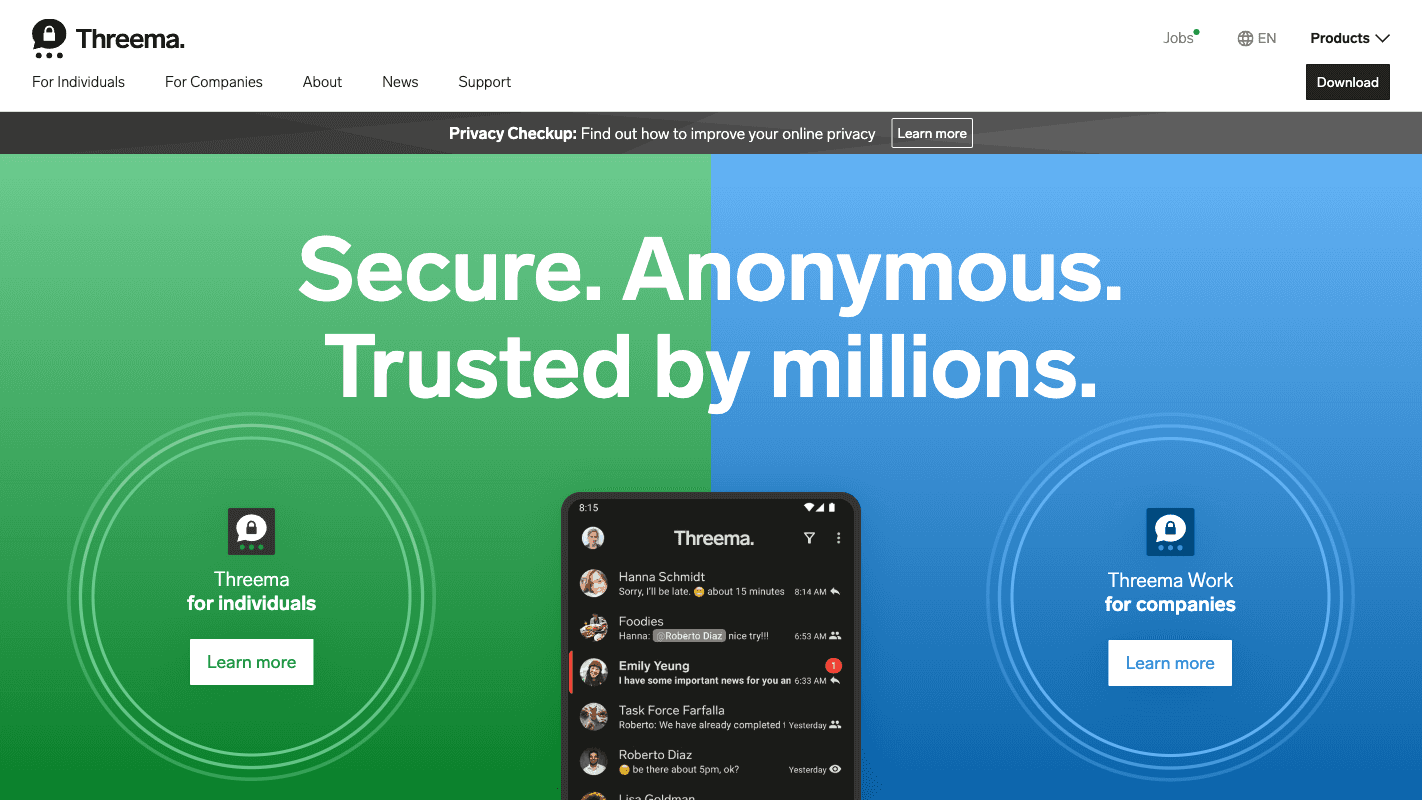 Threema.
Jobs
EN
Products
For Individuals
For Companies
About
News
Support
Download
Privacy Checkup: Find out how to improve your online privacy
Learn more
Secure. Anonymous.
Trusted by millions.
Threema
for individuals
Learn more
8:15
Threema.
Hanna Schmidt
Sorry, I'll be late. 🤭 about 15 minutes 8:14 AM
Foodies
Hanna: @Roberto Diaz nice try!!! 6:53 AM
Emily Yeung
1
I have some important news for you an 6:33 AM
Task Force Farfalla
Roberto: We have already completed Yesterday
Roberto Diaz
🤭 be there about 5pm, ok? Yesterday
Lisa Goldman
Threema Work
for companies
Learn more